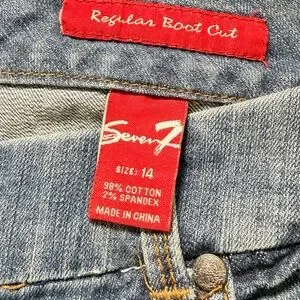 Regular Boot Cut
Seven7
SIZE: 14
98% COTTON
2% SPANDEX
MADE IN CHINA